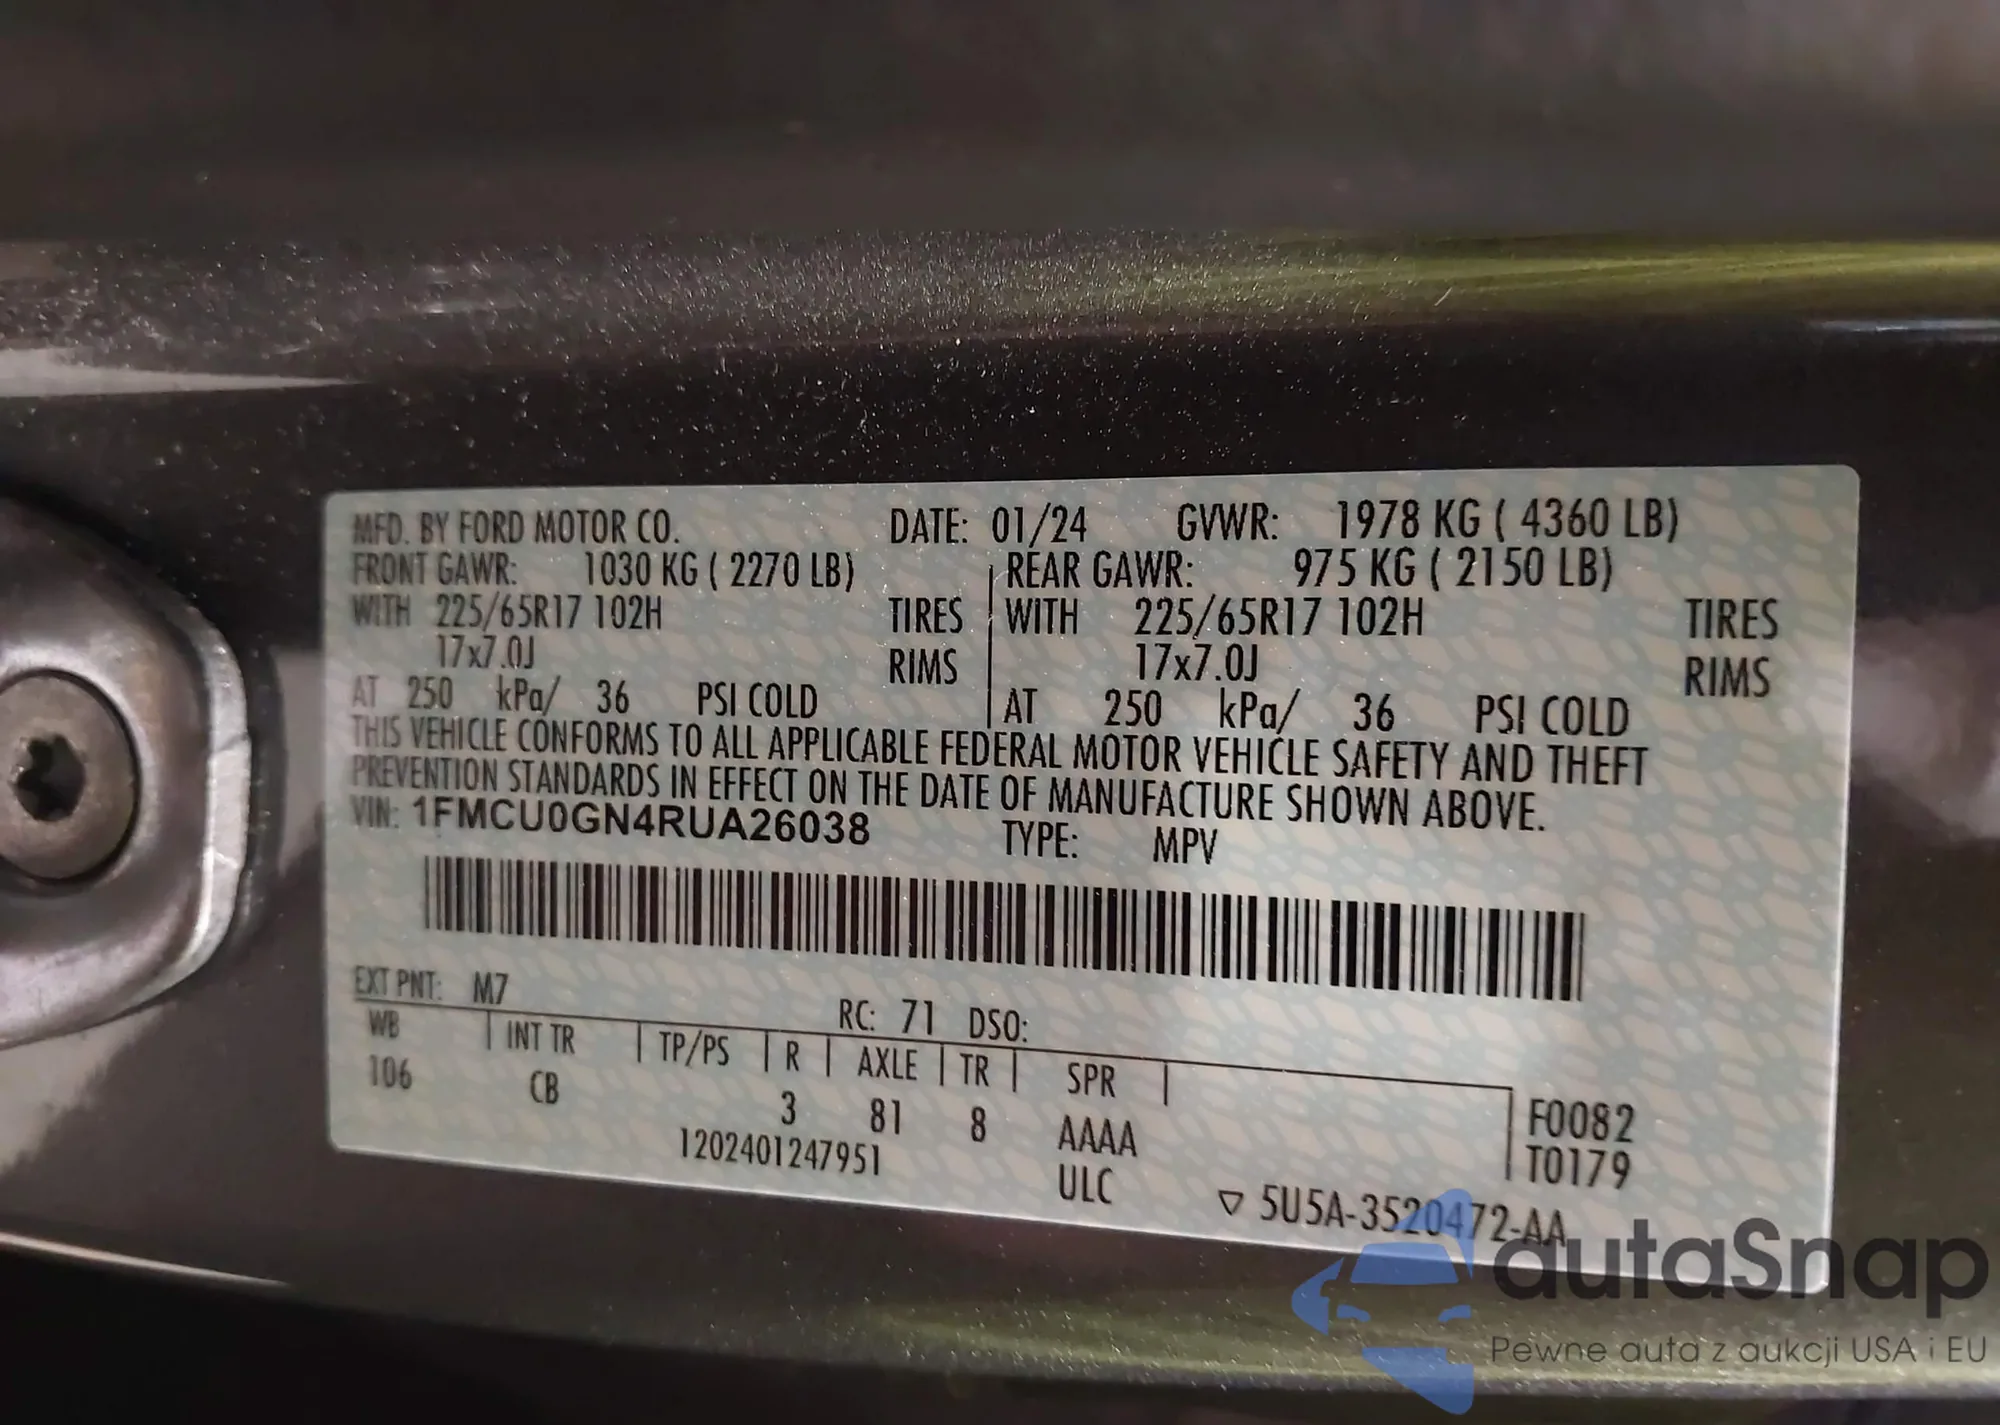 MFD. BY FORD MOTOR CO. DATE: 01/24 GVWR: 1978 KG ( 4360 LB)
FRONT GAWR: 1030 KG ( 2270 LB) REAR GAWR: 975 KG ( 2150 LB)
WITH 225/65R17 102H TIRES WITH 225/65R17 102H TIRES
17x7.0J RIMS 17x7.0J RIMS
AT 250 kPa/ 36 PSI COLD AT 250 kPa/ 36 PSI COLD
THIS VEHICLE CONFORMS TO ALL APPLICABLE FEDERAL MOTOR VEHICLE SAFETY AND THEFT
PREVENTION STANDARDS IN EFFECT ON THE DATE OF MANUFACTURE SHOWN ABOVE.
VIN: 1FMCU0GN4RUA26038 TYPE: MPV
EXT PNT: M7 RC: 71 DSO:
WB INT TR TP/PS R AXLE TR SPR
106 CB 3 81 8 AAAA F0082
1202401247951 ULC T0179
▽ 5U5A-3520472-AA
autaSnap
Pewne auta z aukcji USA i EU